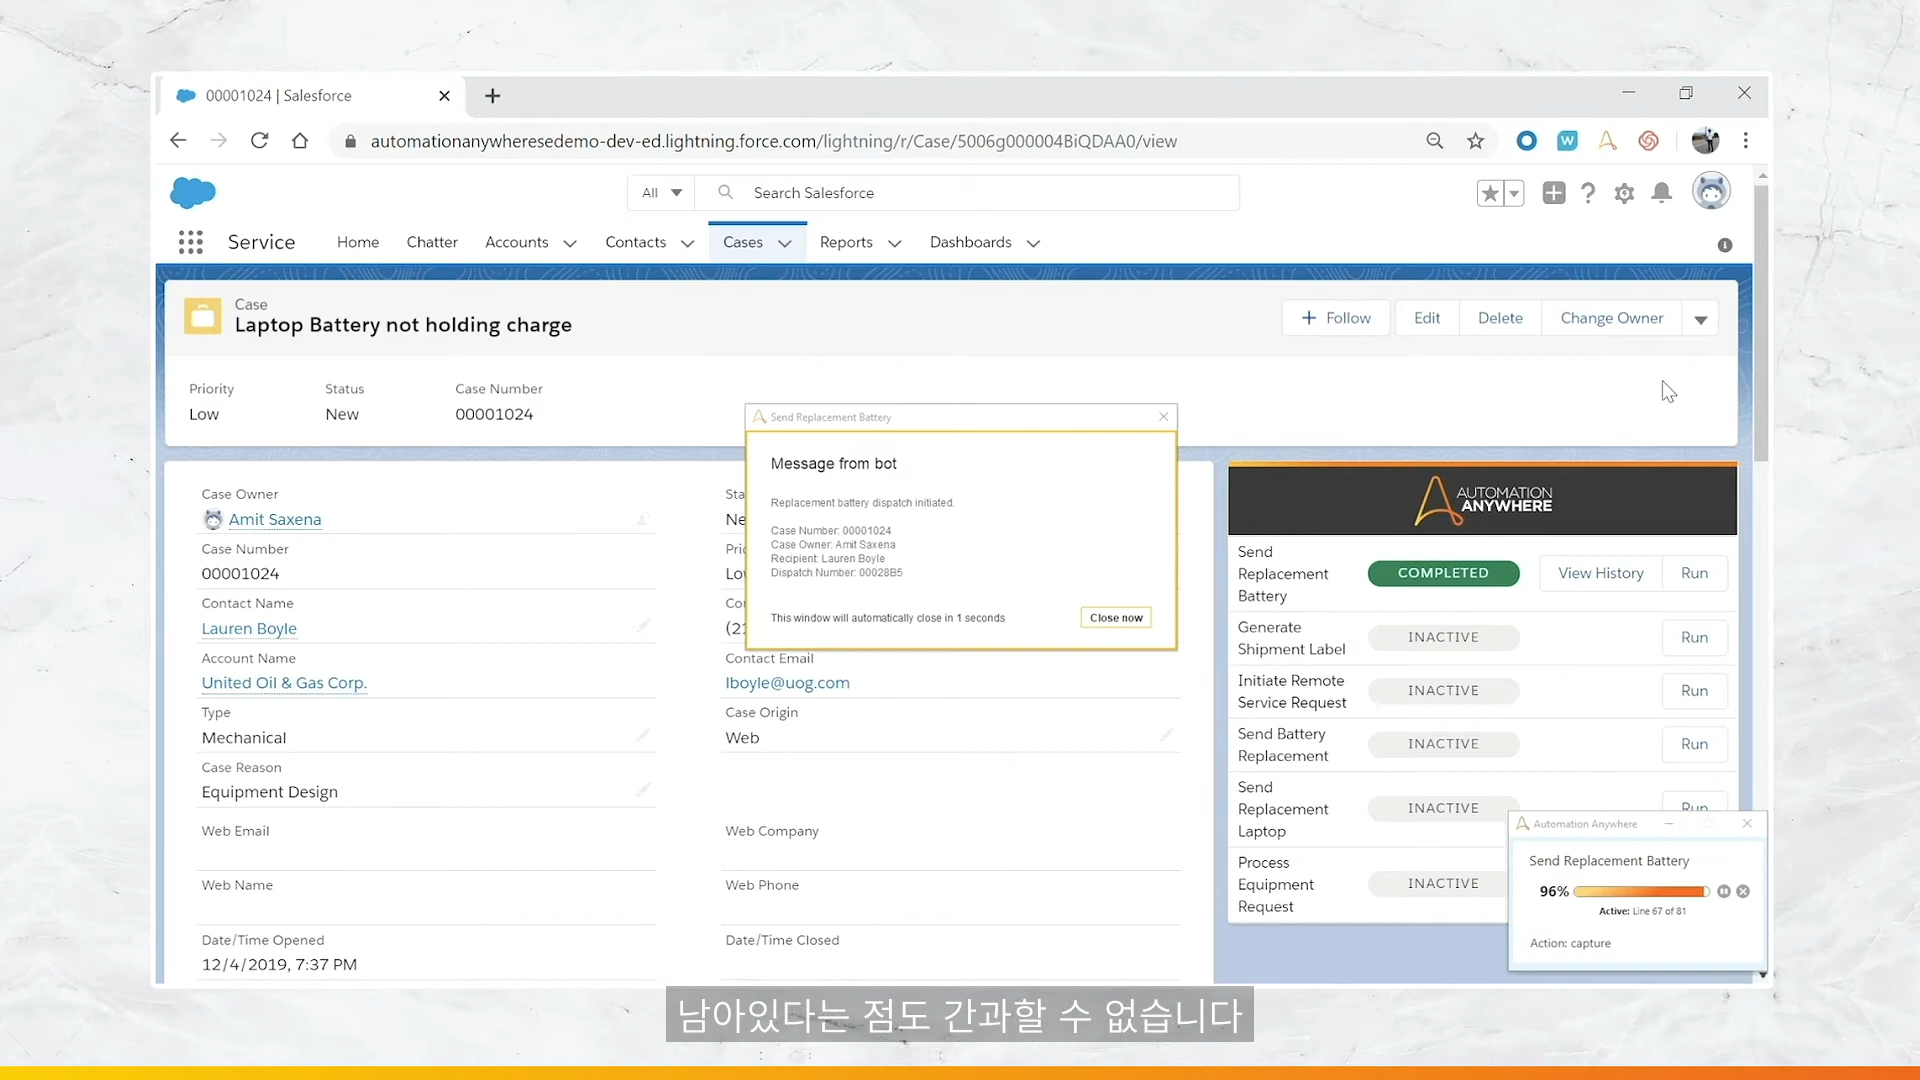 00001024 | Salesforce
automationanywheresedemo-dev-ed.lightning.force.com/lightning/r/Case/5006g000004BiQDAA0/view
W
All
Search Salesforce
Service
Home
Chatter
Accounts
Contacts
Cases
Reports
Dashboards
Case
Laptop Battery not holding charge
Follow
Edit
Delete
Change Owner
Priority
Low
Status
New
Case Number
00001024
Case Owner
Amit Saxena
Case Number
00001024
Contact Name
Lauren Boyle
Account Name
United Oil & Gas Corp.
Type
Mechanical
Case Reason
Equipment Design
Web Email
Web Name
Date/Time Opened
12/4/2019, 7:37 PM
Sta
Ne
Pri
Lo
Co
(21
Contact Email
lboyle@uog.com
Case Origin
Web
Web Company
Web Phone
Date/Time Closed
Send Replacement Battery
Message from bot
Replacement battery dispatch initiated.
Case Number: 00001024
Case Owner: Amit Saxena
Recipient: Lauren Boyle
Dispatch Number: 00028B5
This window will automatically close in 1 seconds
Close now
AUTOMATION
ANYWHERE
Send
Replacement
Battery
COMPLETED
View History
Run
Generate
Shipment Label
INACTIVE
Run
Initiate Remote
Service Request
INACTIVE
Run
Send Battery
Replacement
INACTIVE
Run
Send
Replacement
Laptop
INACTIVE
Run
Process
Equipment
Request
INACTIVE
Automation Anywhere
Send Replacement Battery
96%
Active: Line 67 of 81
Action: capture
남아있다는 점도 간과할 수 없습니다